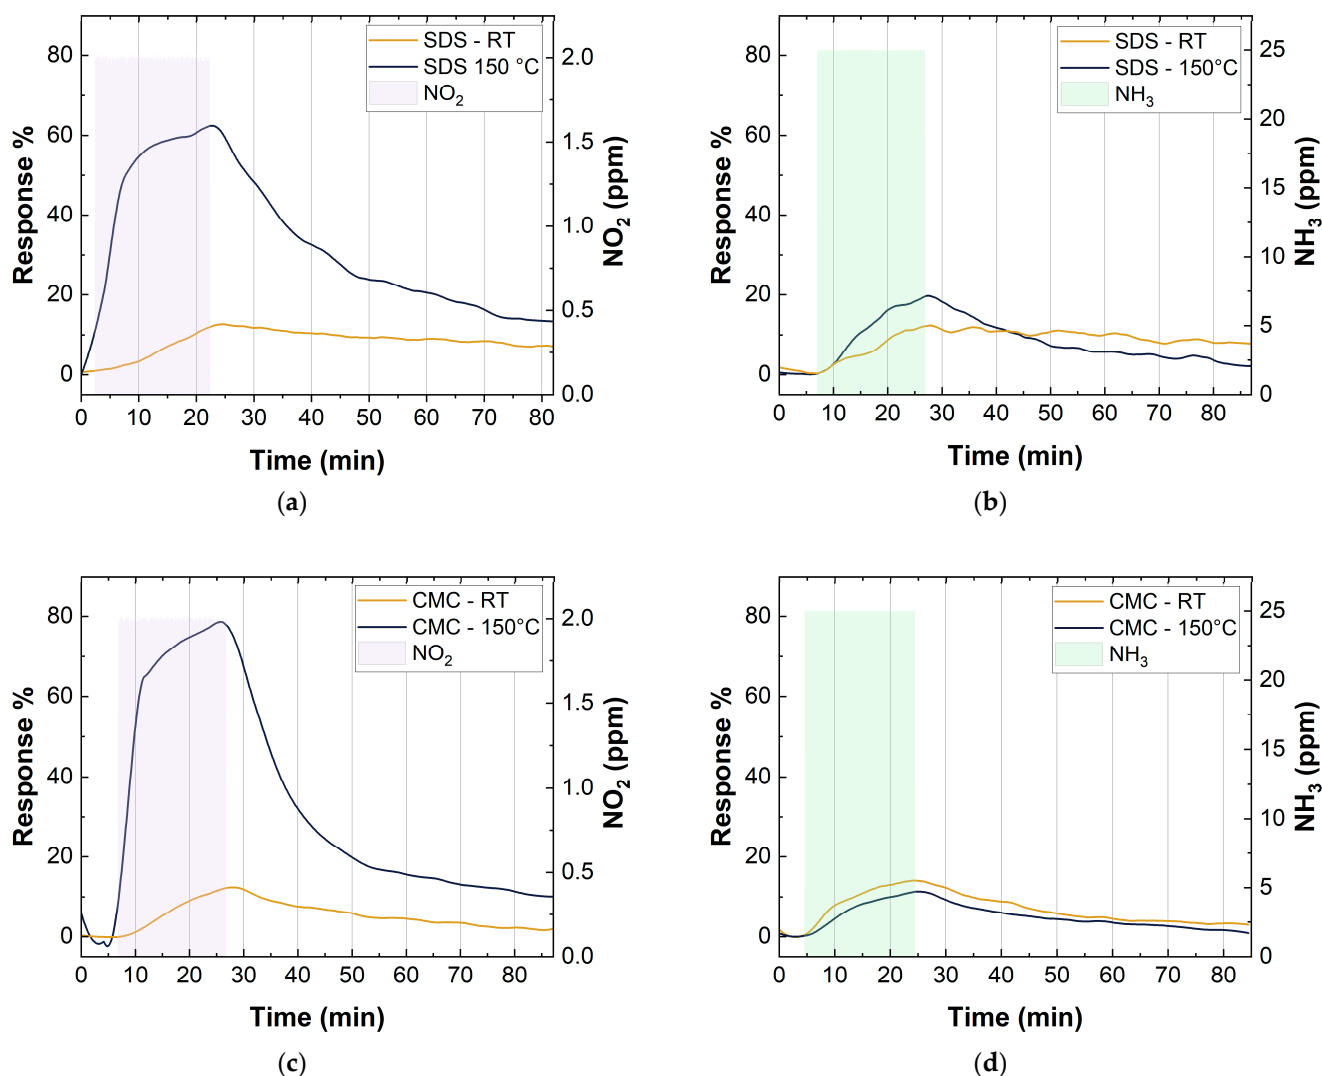 SDS - RT
SDS 150 °C
NO2
Response %
80
60
40
20
0
2.0
1.5
1.0
0.5
0.0
NO2 (ppm)
0 10 20 30 40 50 60 70 80
Time (min)
(a)
SDS - RT
SDS - 150°C
NH3
Response %
80
60
40
20
0
25
20
15
10
5
0
NH3 (ppm)
0 10 20 30 40 50 60 70 80
Time (min)
(b)
CMC - RT
CMC - 150°C
NO2
Response %
80
60
40
20
0
2.0
1.5
1.0
0.5
0.0
NO2 (ppm)
0 10 20 30 40 50 60 70 80
Time (min)
(c)
CMC - RT
CMC - 150°C
NH3
Response %
80
60
40
20
0
25
20
15
10
5
0
NH3 (ppm)
0 10 20 30 40 50 60 70 80
Time (min)
(d)